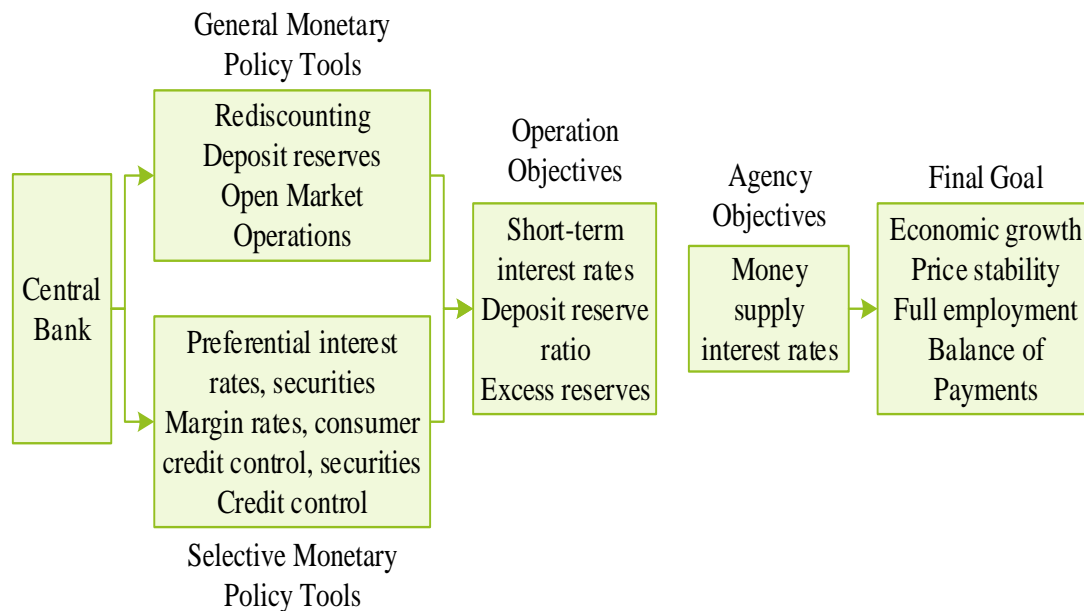 General Monetary
Policy Tools
Rediscounting
Deposit reserves
Open Market
Operations
Central
Bank
Preferential interest
rates, securities
Margin rates, consumer
credit control, securities
Credit control
Selective Monetary
Policy Tools
Operation
Objectives
Short-term
interest rates
Deposit reserve
ratio
Excess reserves
Agency
Objectives
Money
supply
interest rates
Final Goal
Economic growth
Price stability
Full employment
Balance of
Payments